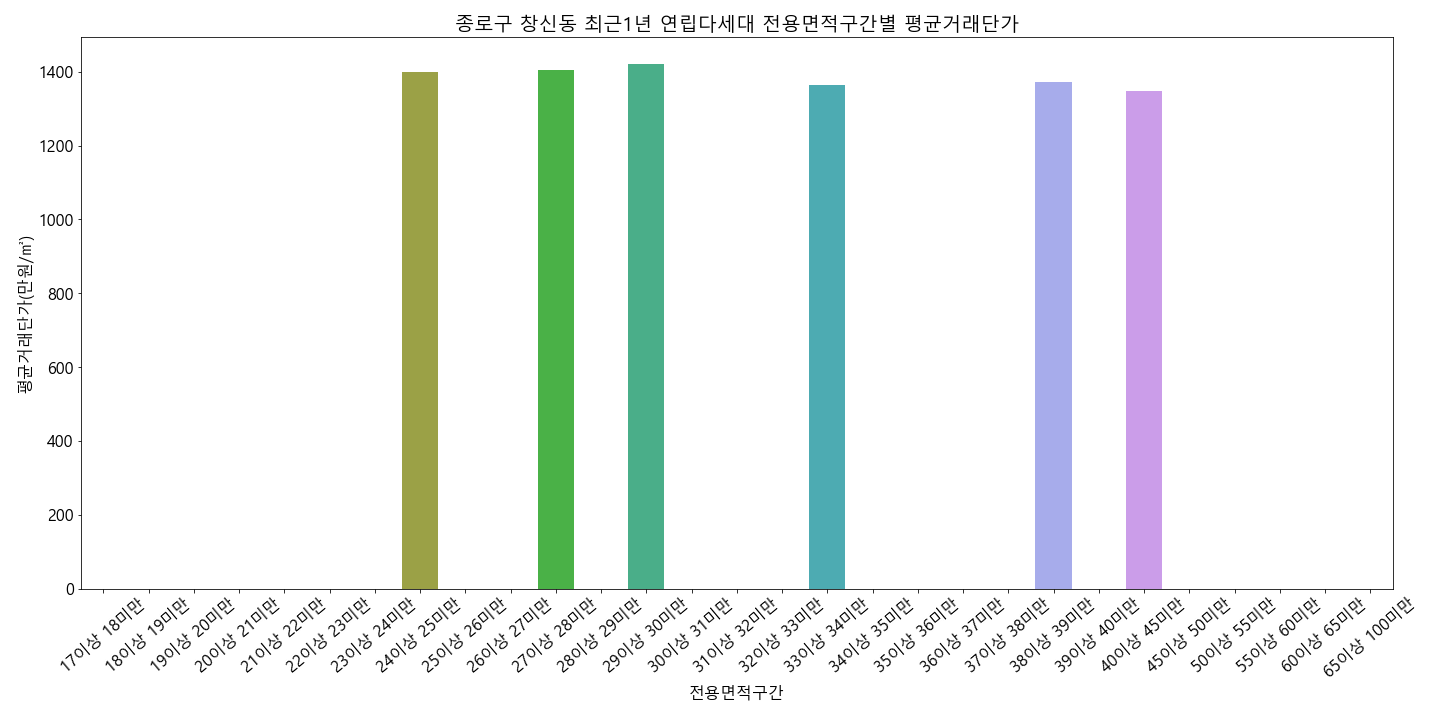 종로구 창신동 최근1년 연립다세대 전용면적구간별 평균거래단가
평균거래단가(만원/㎡)
1400
1200
1000
800
600
400
200
0
17이상 18미만
18이상 19미만
19이상 20미만
20이상 21미만
21이상 22미만
22이상 23미만
23이상 24미만
24이상 25미만
25이상 26미만
26이상 27미만
27이상 28미만
28이상 29미만
29이상 30미만
30이상 31미만
31이상 32미만
32이상 33미만
33이상 34미만
34이상 35미만
35이상 36미만
36이상 37미만
37이상 38미만
38이상 39미만
39이상 40미만
40이상 45미만
45이상 50미만
50이상 55미만
55이상 60미만
60이상 65미만
65이상 100미만
전용면적구간